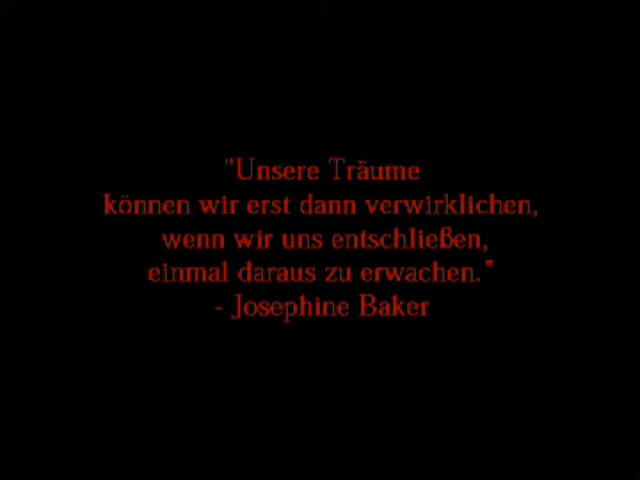 "Unsere Träume
können wir erst dann verwirklichen,
wenn wir uns entschließen,
einmal daraus zu erwachen."
- Josephine Baker